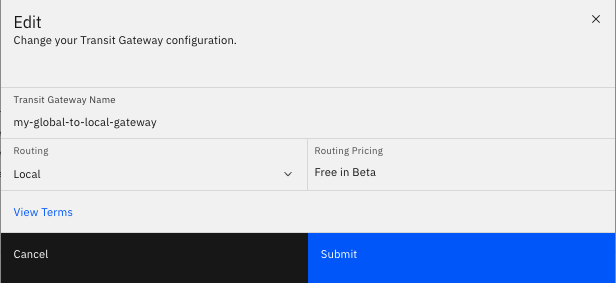 Edit
Change your Transit Gateway configuration.
Transit Gateway Name
my-global-to-local-gateway
Routing
Routing Pricing
Local
Free in Beta
View Terms
Cancel
Submit